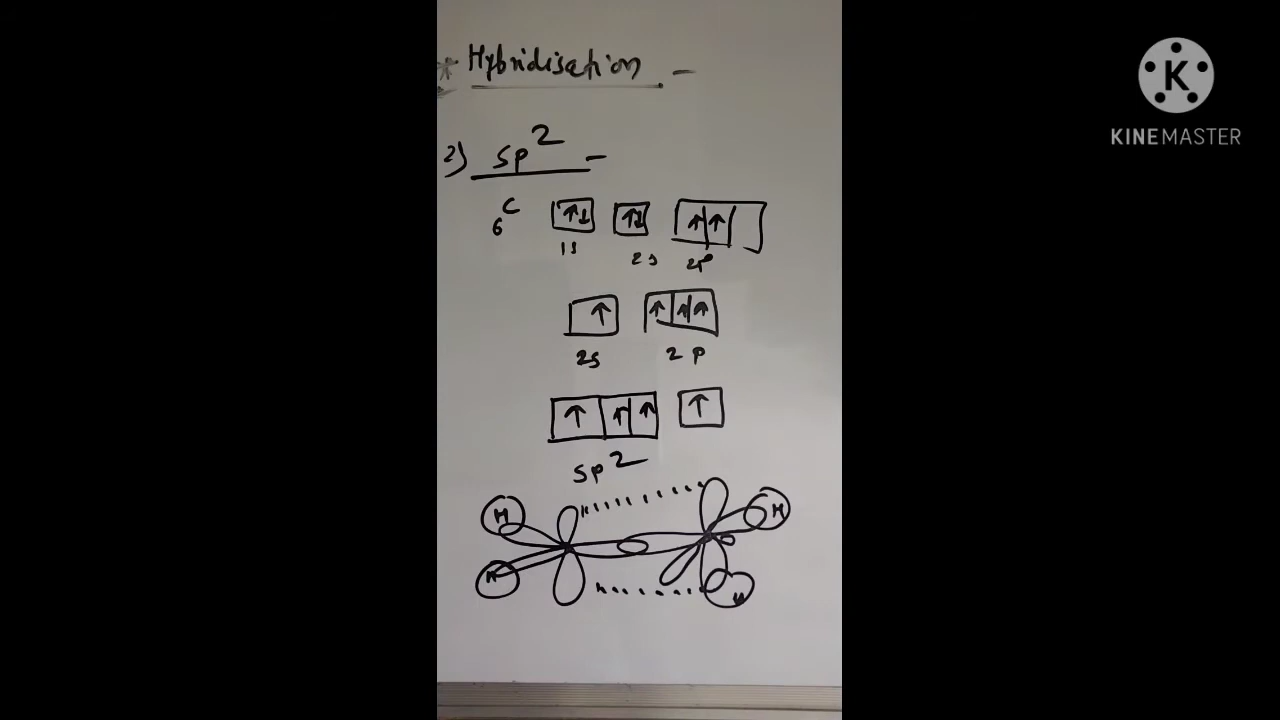 * Hybridisation -
2) sp2 -
6C ↑↓ ↑↓ ↑ ↑
1s 2s 2p
↑ ↑ ↑ ↑
2s 2p
↑ ↑ ↑ ↑
sp2
H H
H H
K
KINEMASTER